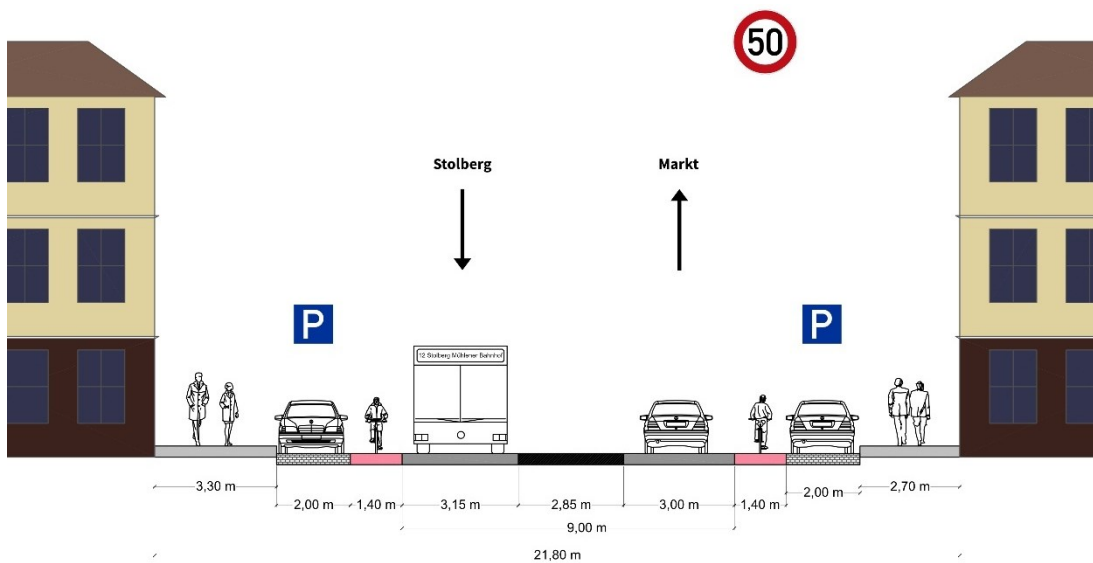 50
Stolberg
Markt
P
P
12 Stolberg Mühlener Bahnhof
3,30 m
2,00 m
1,40 m
3,15 m
2,85 m
3,00 m
1,40 m
2,00 m
2,70 m
9,00 m
21,80 m